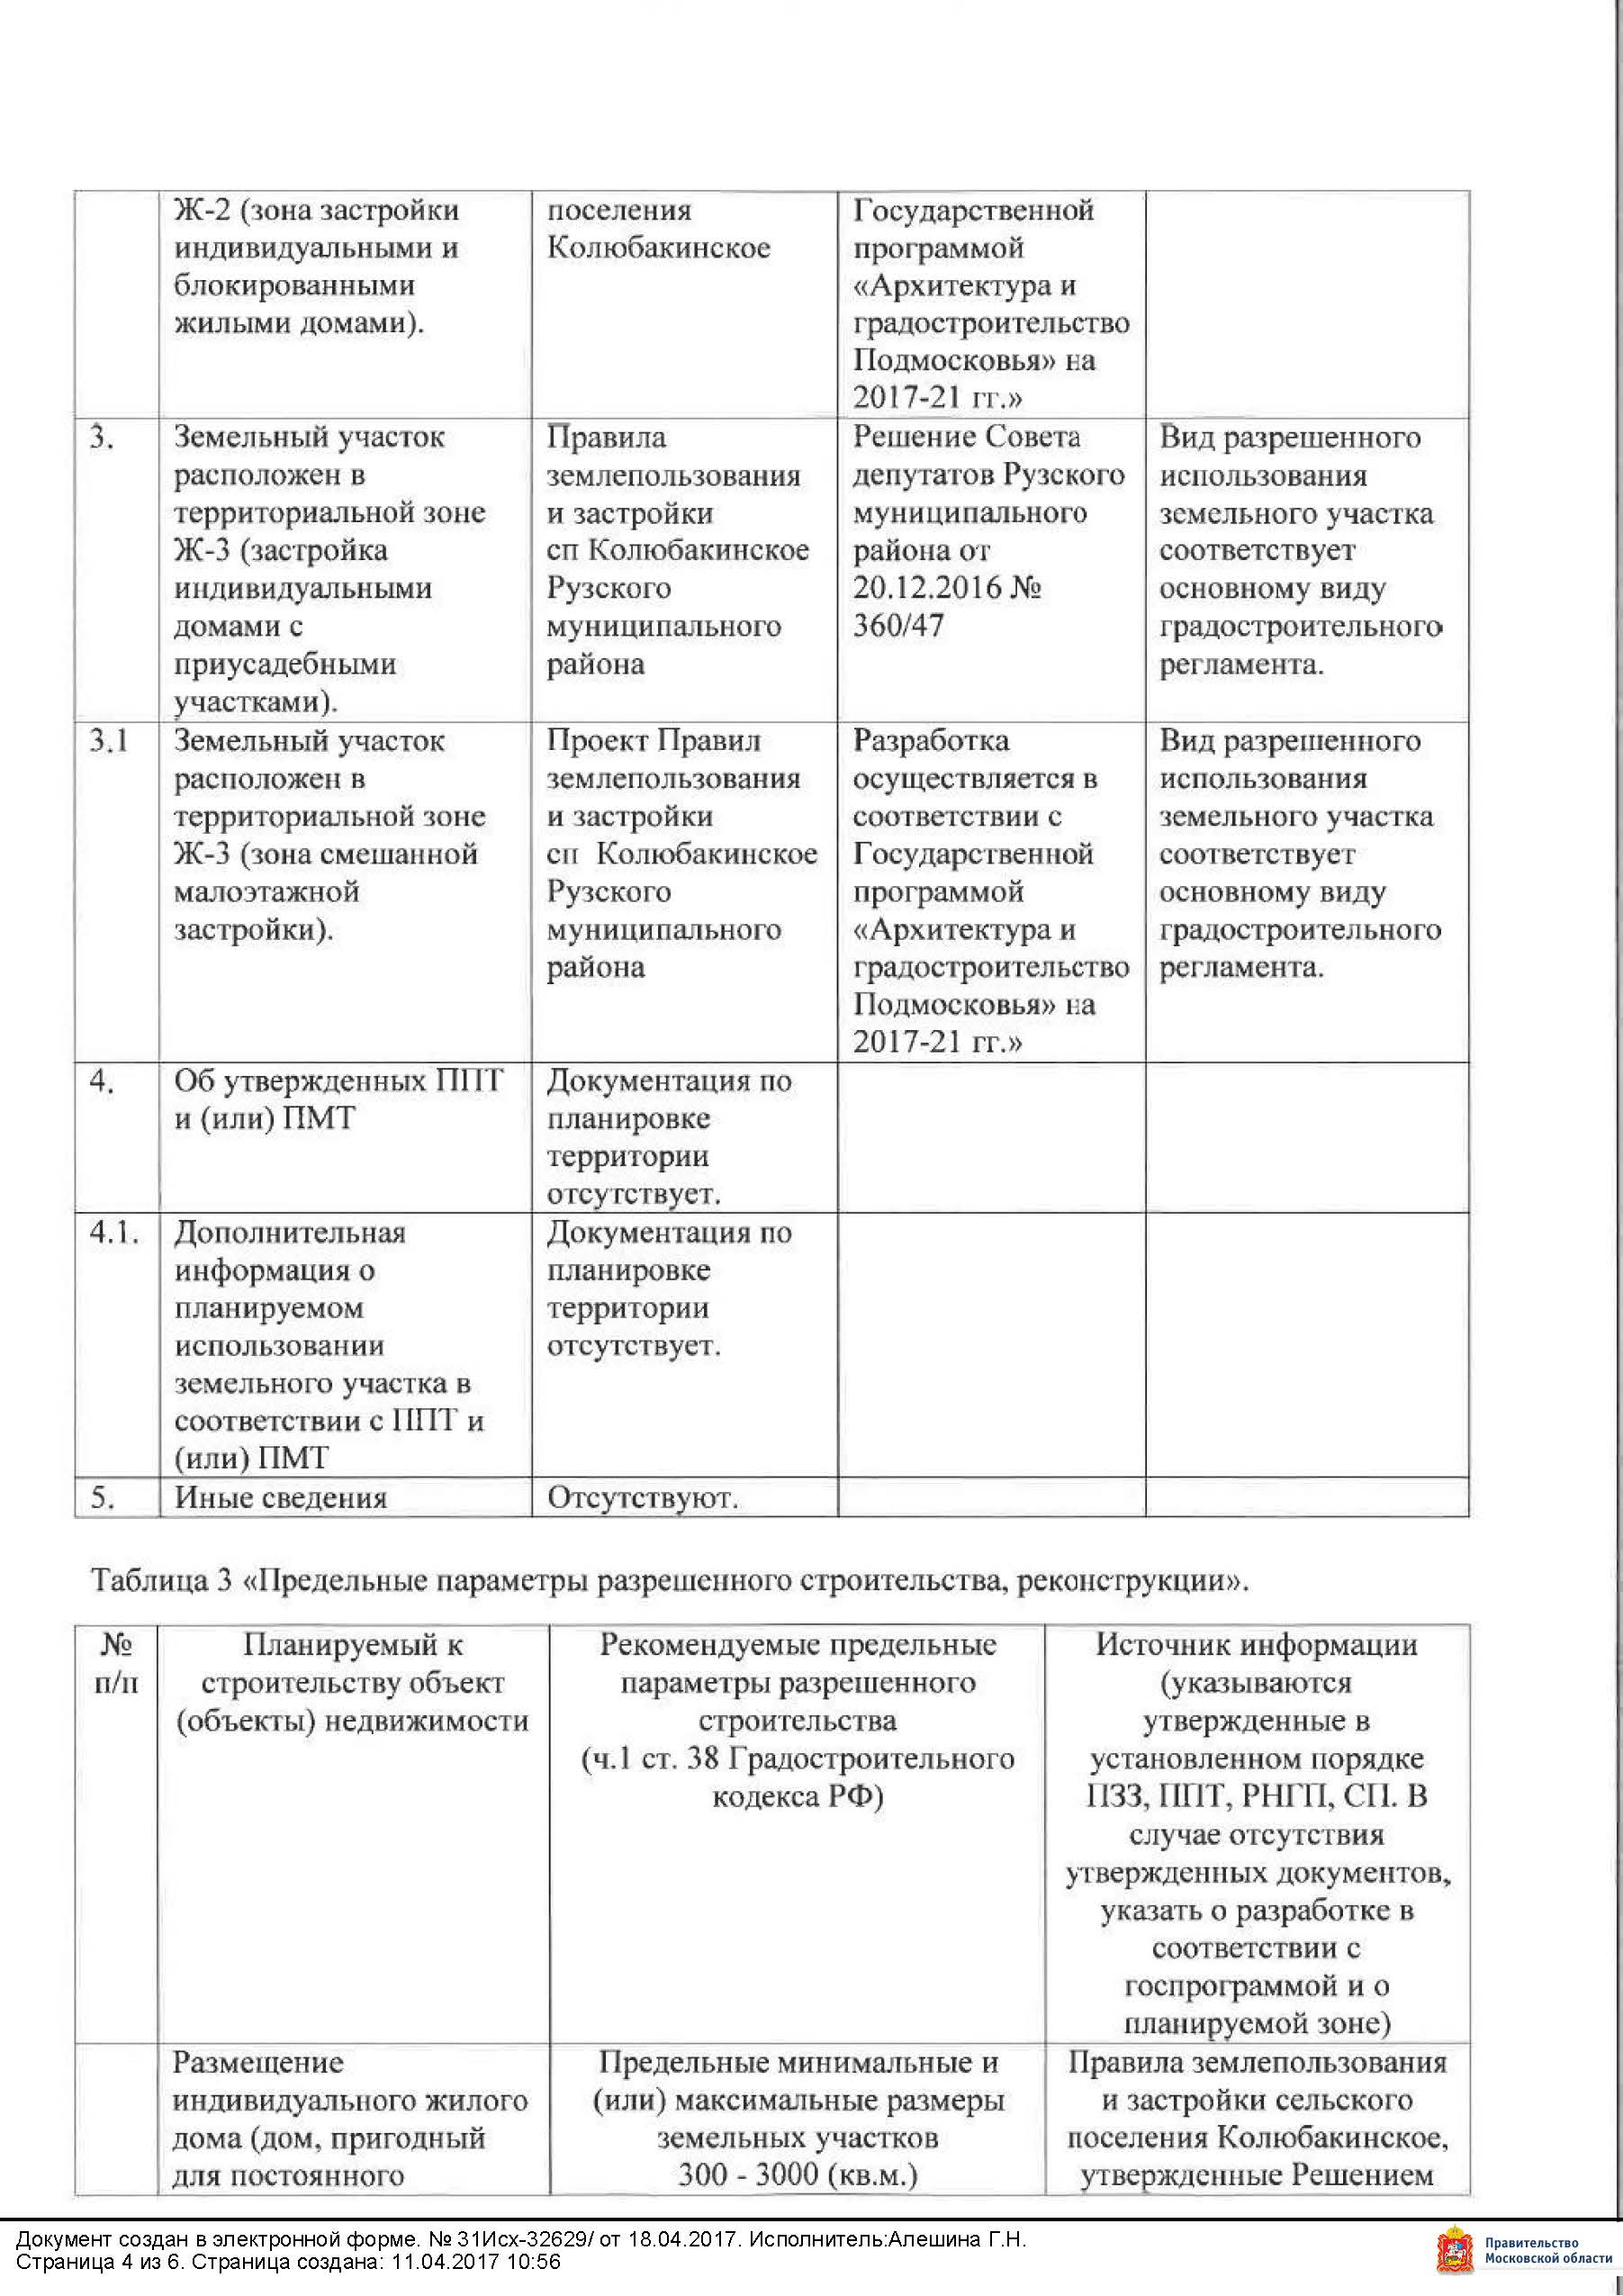 Ж-2 (зона застройки
индивидуальными и
блокированными
жилыми домами).
поселения
Колюбакинское
Государственной
программой
«Архитектура и
градостроительство
Подмосковья» на
2017-21 гг.»
3.
Земельный участок
расположен в
территориальной зоне
Ж-3 (застройка
индивидуальными
домами с
приусадебными
участками).
Правила
землепользования
и застройки
сп Колюбакинское
Рузского
муниципального
района
Решение Совета
депутатов Рузского
муниципального
района от
20.12.2016 №
360/47
Вид разрешенного
использования
земельного участка
соответствует
основному виду
градостроительного
регламента.
3.1
Земельный участок
расположен в
территориальной зоне
Ж-3 (зона смешанной
малоэтажной
застройки).
Проект Правил
землепользования
и застройки
сп Колюбакинское
Рузского
муниципального
района
Разработка
осуществляется в
соответствии с
Государственной
программой
«Архитектура и
градостроительство
Подмосковья» на
2017-21 гг.»
Вид разрешенного
использования
земельного участка
соответствует
основному виду
градостроительного
регламента.
4.
Об утвержденных ППТ
и (или) ПМТ
Документация по
планировке
территории
отсутствует.
4.1.
Дополнительная
информация о
планируемом
использовании
земельного участка в
соответствии с ППТ и
(или) ПМТ
Документация по
планировке
территории
отсутствует.
5.
Иные сведения
Отсутствуют.
Таблица 3 «Предельные параметры разрешенного строительства, реконструкции».
№
п/п
Планируемый к
строительству объект
(объекты) недвижимости
Рекомендуемые предельные
параметры разрешенного
строительства
(ч.1 ст. 38 Градостроительного
кодекса РФ)
Источник информации
(указываются
утвержденные в
установленном порядке
ПЗЗ, ППТ, РНГП, СП. В
случае отсутствия
утвержденных документов,
указать о разработке в
соответствии с
госпрограммой и о
планируемой зоне)
Размещение
индивидуального жилого
дома (дом, пригодный
для постоянного
Предельные минимальные и
(или) максимальные размеры
земельных участков
300 - 3000 (кв.м.)
Правила землепользования
и застройки сельского
поселения Колюбакинское,
утвержденные Решением
Документ создан в электронной форме. № 31Исх-32629/ от 18.04.2017. Исполнитель:Алешина Г.Н.
Страница 4 из 6. Страница создана: 11.04.2017 10:56
Правительство
Московской области